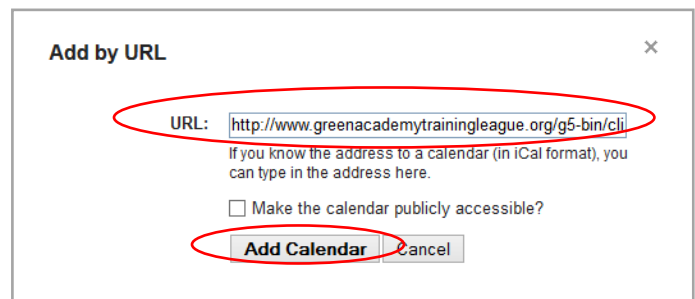 Add by URL ×
URL: http://www.greenacademytrainingleague.org/g5-bin/cli
If you know the address to a calendar (in iCal format), you
can type in the address here.
Make the calendar publicly accessible?
Add Calendar Cancel